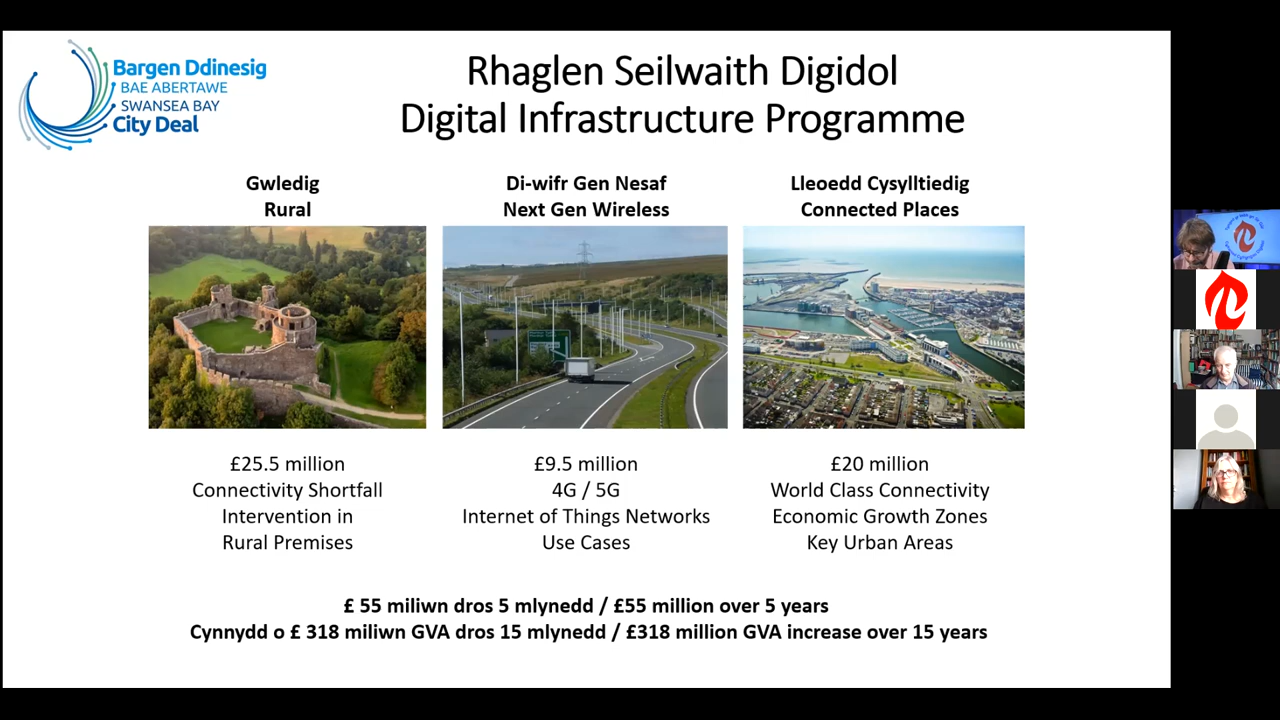 Bargen Ddinesig
BAE ABERTAWE
SWANSEA BAY
City Deal
Rhaglen Seilwaith Digidol
Digital Infrastructure Programme
Gwledig
Rural
£25.5 million
Connectivity Shortfall
Intervention in
Rural Premises
Di-wifr Gen Nesaf
Next Gen Wireless
£9.5 million
4G / 5G
Internet of Things Networks
Use Cases
Lleoedd Cysylltiedig
Connected Places
£20 million
World Class Connectivity
Economic Growth Zones
Key Urban Areas
£ 55 miliwn dros 5 mlynedd / £55 million over 5 years
Cynnydd o £ 318 miliwn GVA dros 15 mlynedd / £318 million GVA increase over 15 years